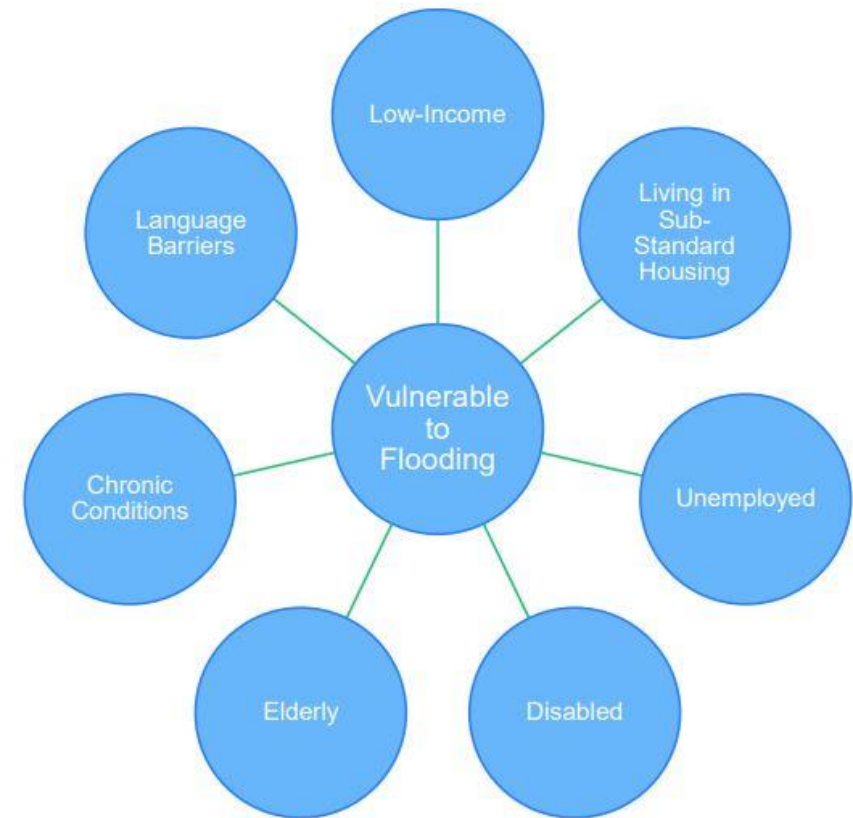 Low-Income
Living in
Sub-
Standard
Housing
Language
Barriers
Vulnerable
to
Flooding
Chronic
Conditions
Unemployed
Elderly
Disabled